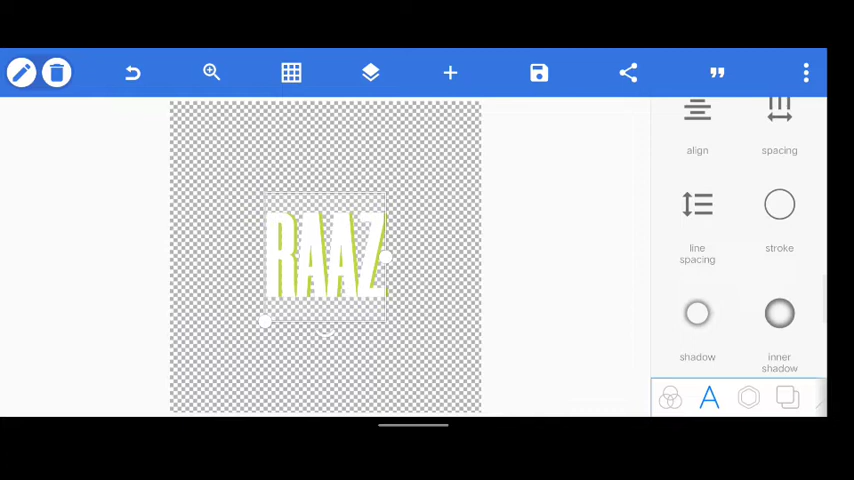 align
spacing
RAAZ
line
spacing
stroke
shadow
inner
shadow
A